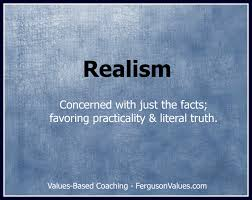 Realism
Concerned with just the facts;
favoring practicality & literal truth.
Values-Based Coaching - FergusonValues.com